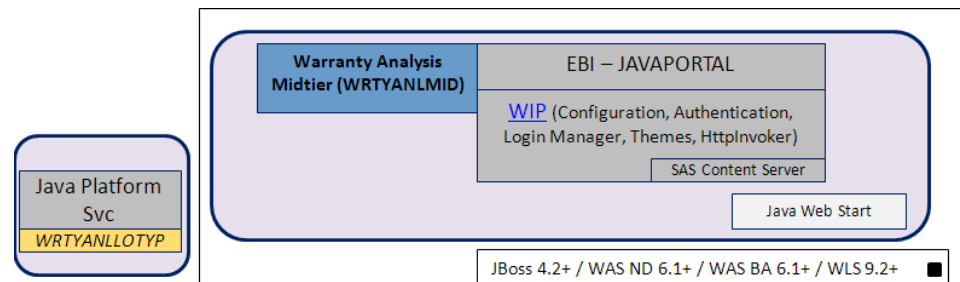 Warranty Analysis
Midtier (WRTYANLMID)
EBI – JAVAPORTAL
WIP (Configuration, Authentication,
Login Manager, Themes, HttpInvoker)
SAS Content Server
Java Web Start
Java Platform
Svc
WRTYANLLOTYP
JBoss 4.2+ / WAS ND 6.1+ / WAS BA 6.1+ / WLS 9.2+